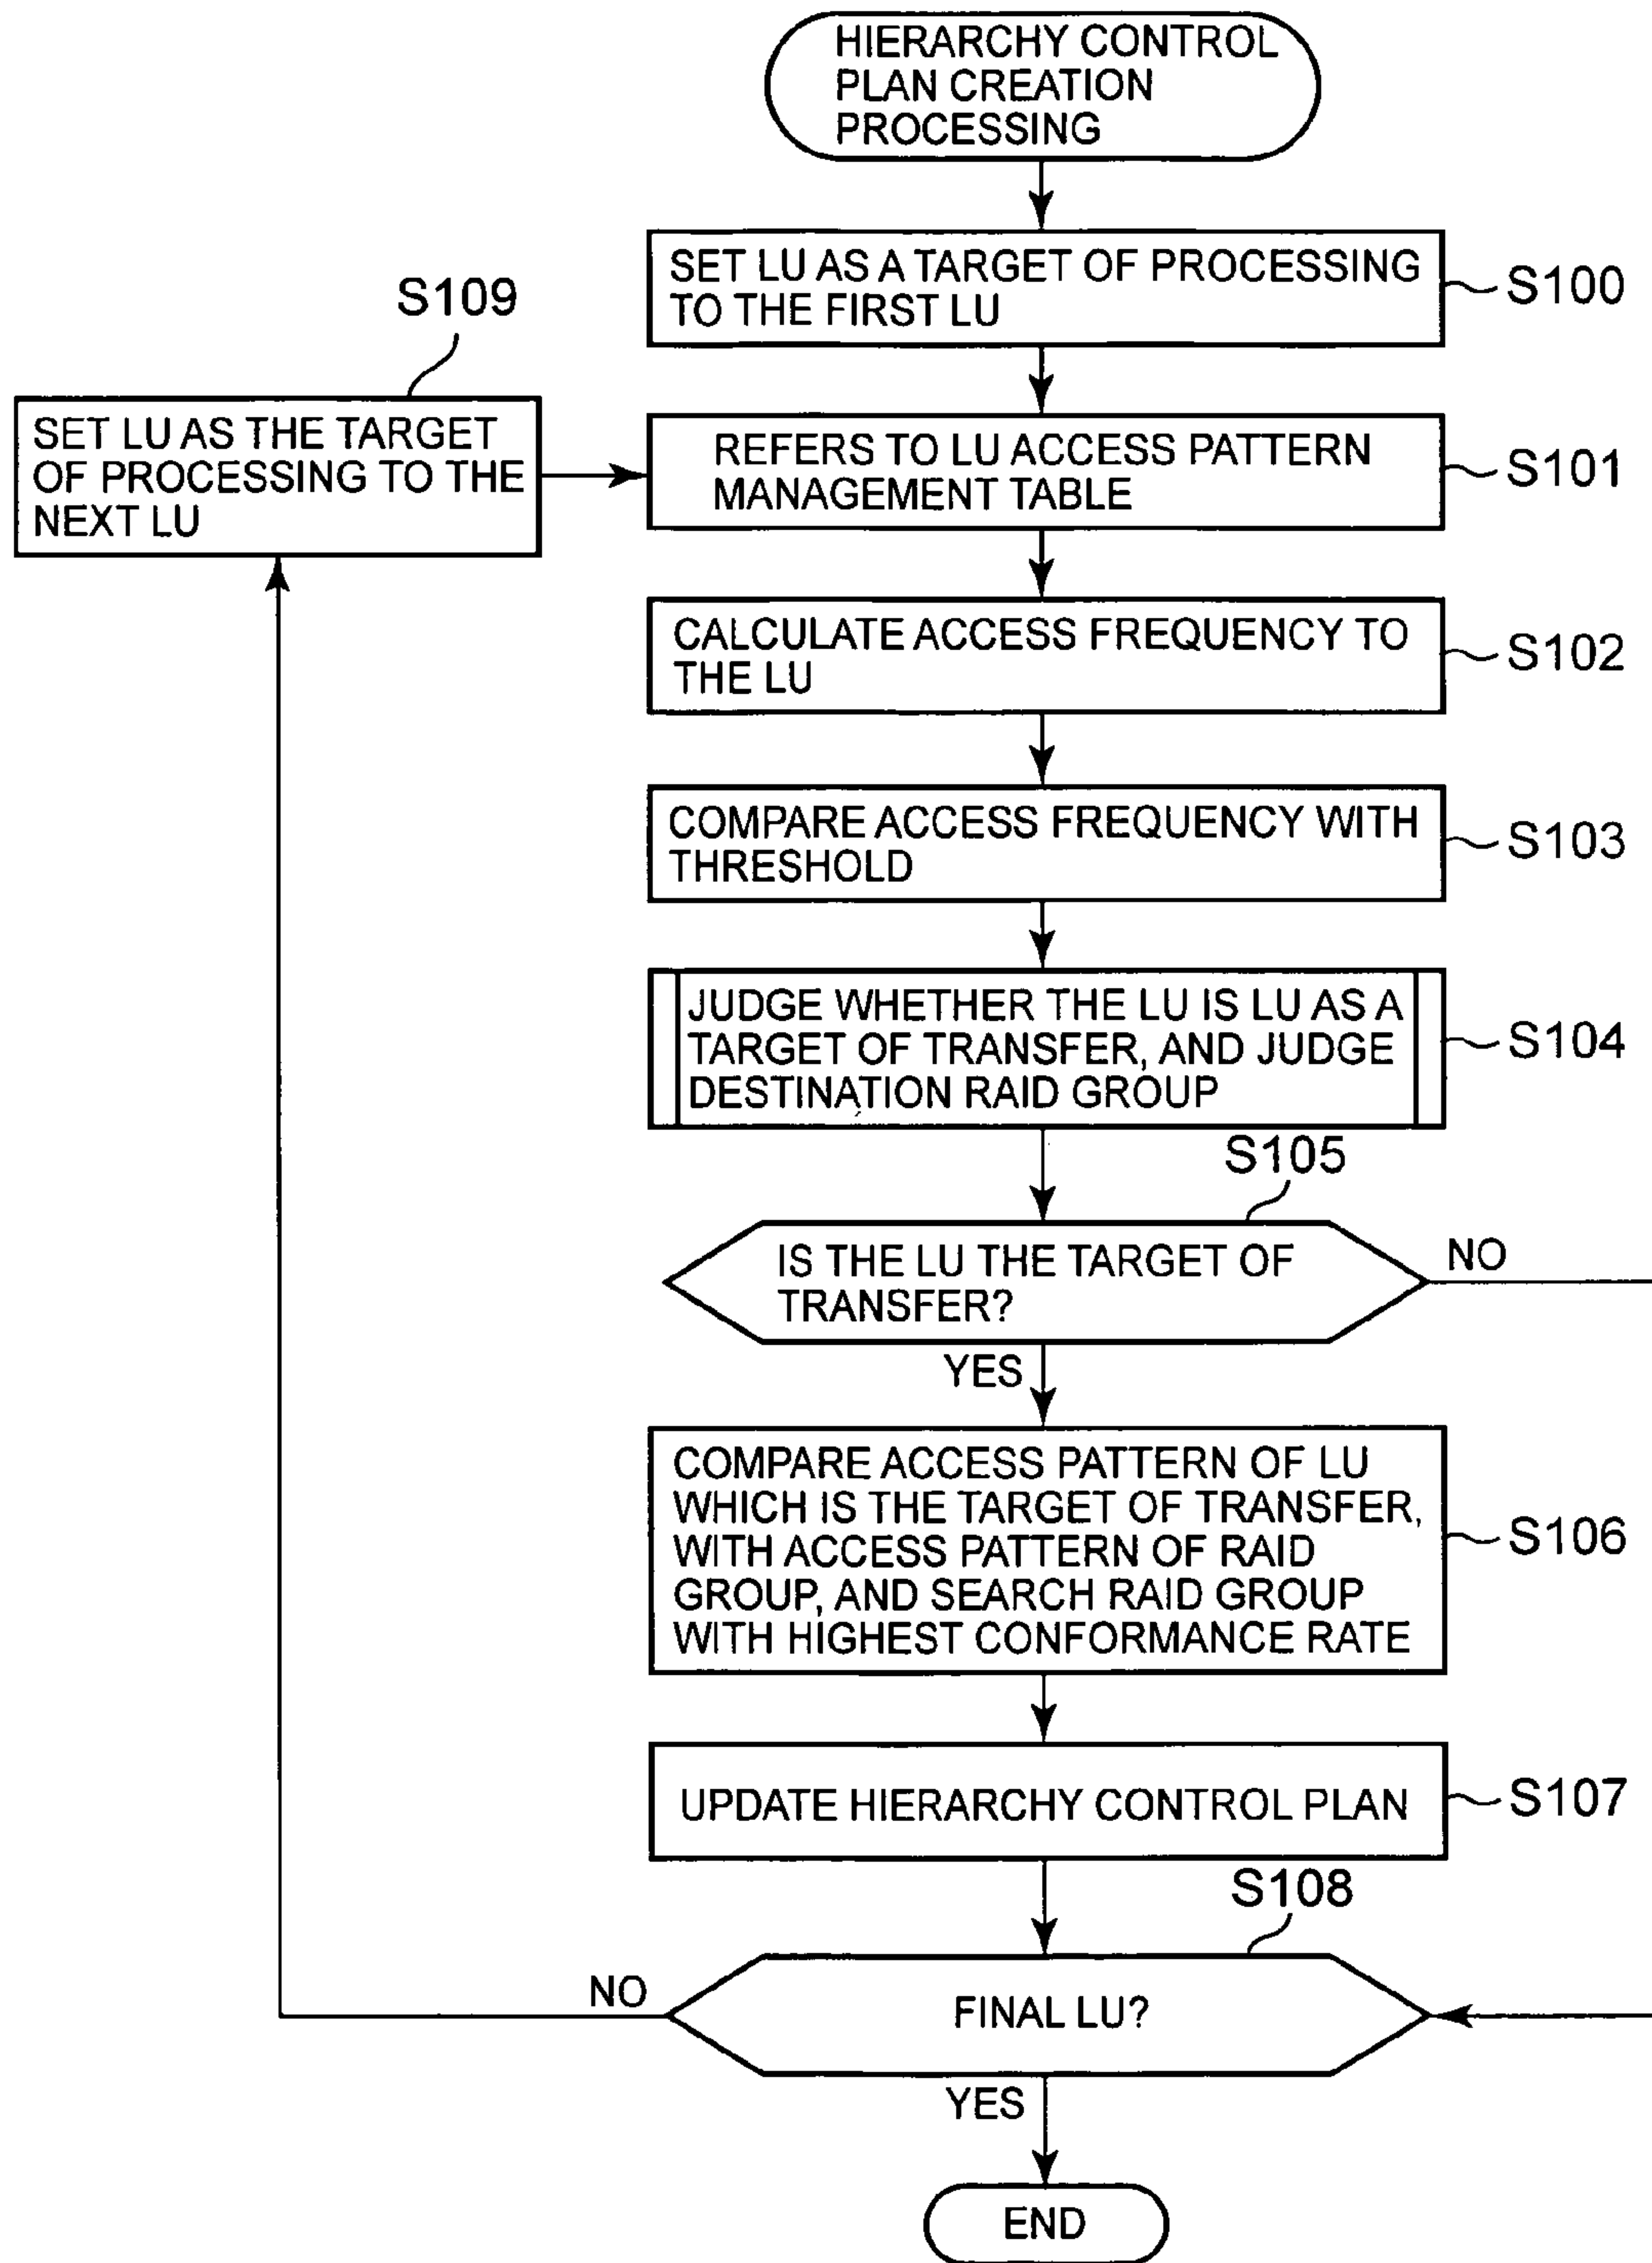 HIERARCHY CONTROL
PLAN CREATION
PROCESSING
SET LU AS A TARGET OF PROCESSING
TO THE FIRST LU
S100
S109
SET LU AS THE TARGET
OF PROCESSING TO THE
NEXT LU
REFERS TO LU ACCESS PATTERN
MANAGEMENT TABLE
S101
CALCULATE ACCESS FREQUENCY TO
THE LU
S102
COMPARE ACCESS FREQUENCY WITH
THRESHOLD
S103
JUDGE WHETHER THE LU IS LU AS A
TARGET OF TRANSFER, AND JUDGE
DESTINATION RAID GROUP
S104
S105
IS THE LU THE TARGET OF
TRANSFER?
NO
YES
COMPARE ACCESS PATTERN OF LU
WHICH IS THE TARGET OF TRANSFER,
WITH ACCESS PATTERN OF RAID
GROUP, AND SEARCH RAID GROUP
WITH HIGHEST CONFORMANCE RATE
S106
UPDATE HIERARCHY CONTROL PLAN
S107
S108
NO
FINAL LU?
YES
END